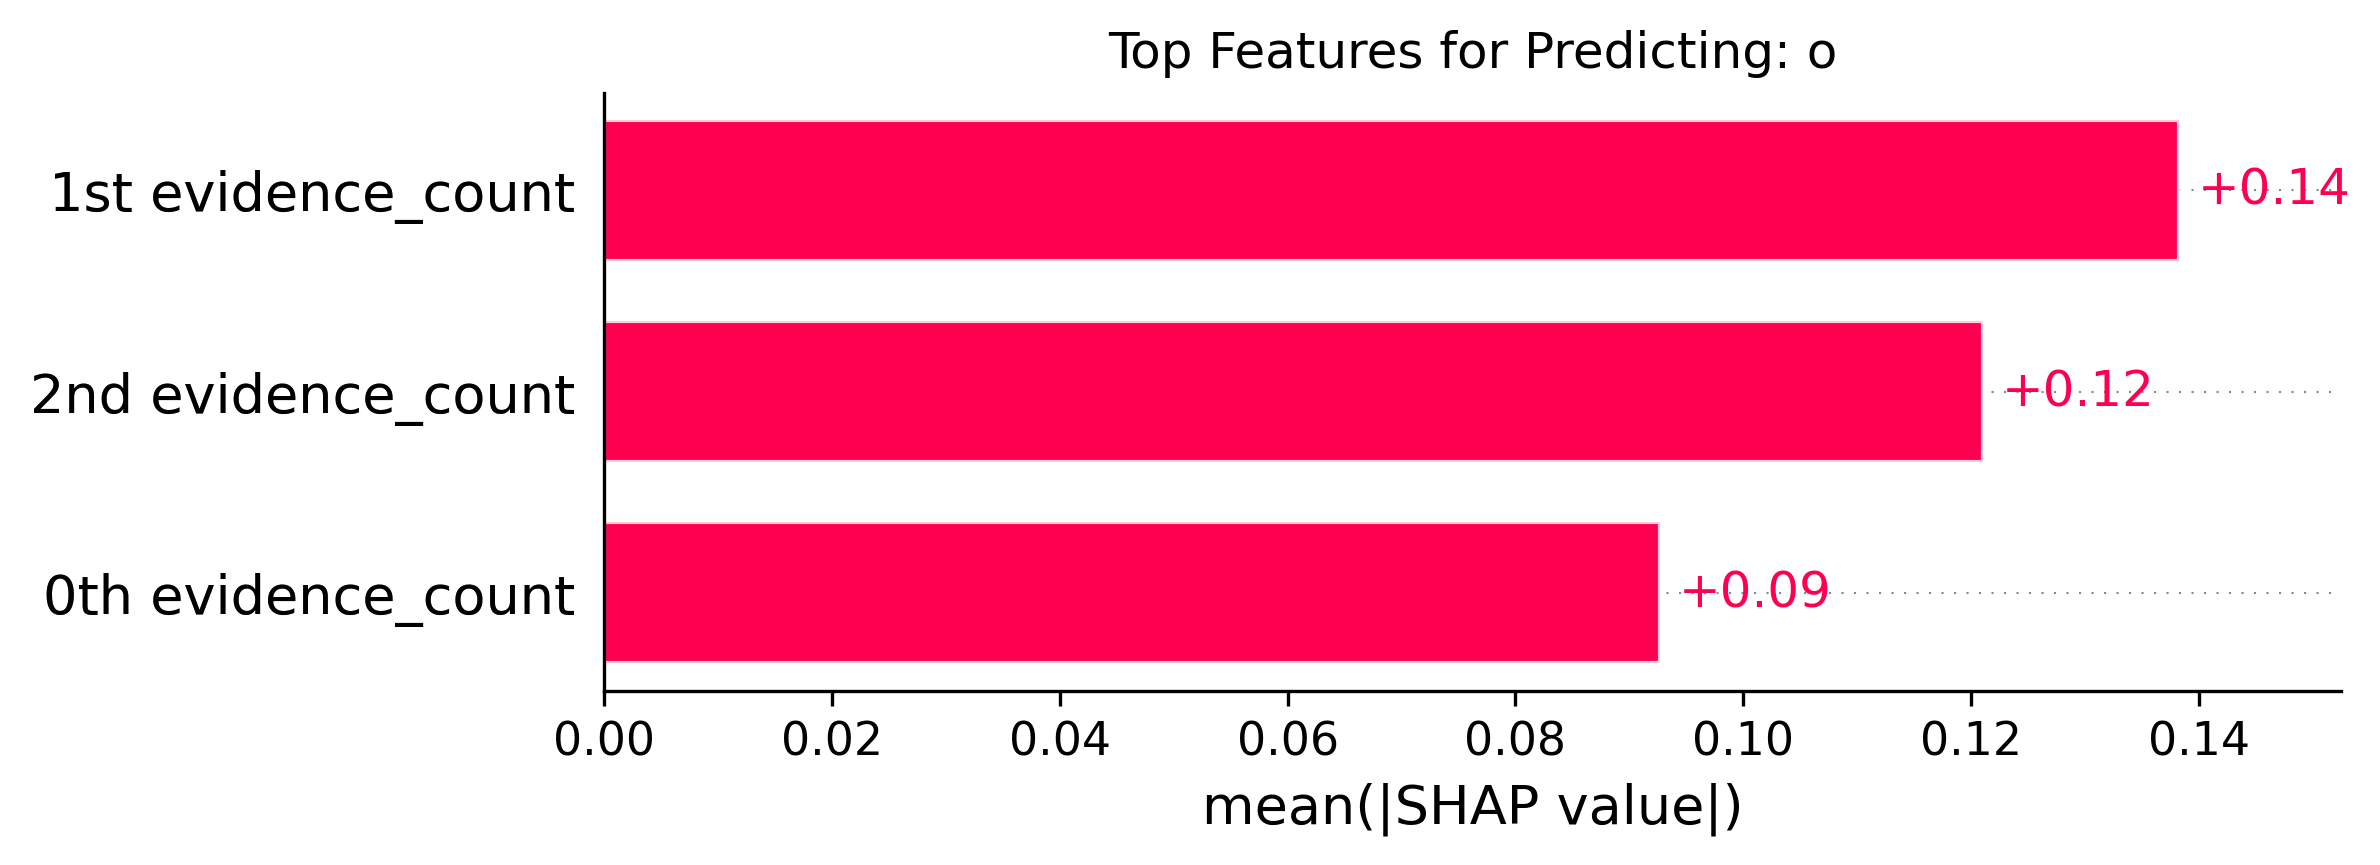 Top Features for Predicting: o
1st evidence_count
+0.14
2nd evidence_count
+0.12
0th evidence_count
+0.09
0.00 0.02 0.04 0.06 0.08 0.10 0.12 0.14
mean(|SHAP value|)